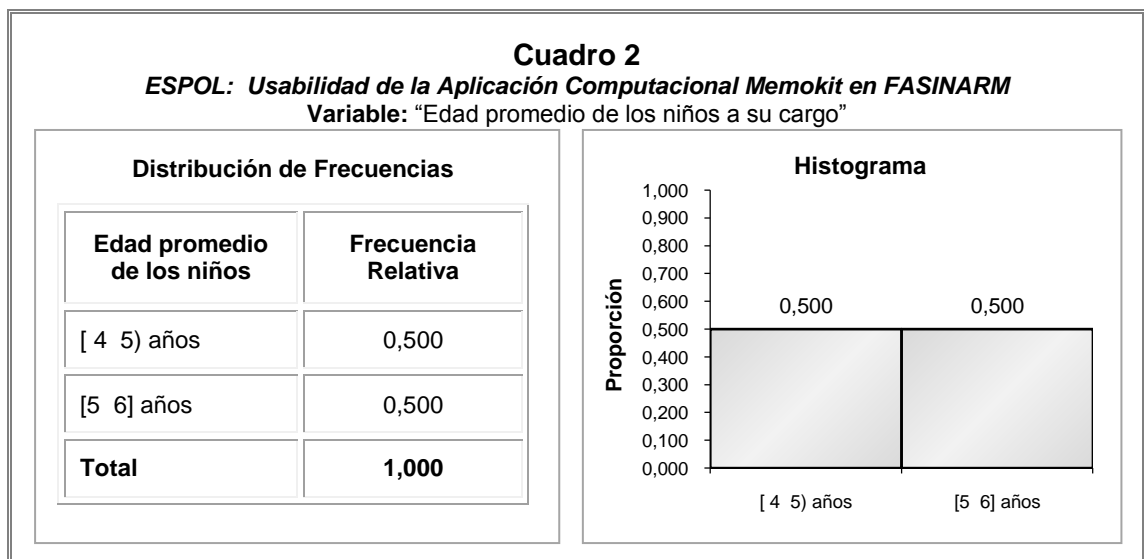 Cuadro 2
ESPOL: Usabilidad de la Aplicación Computacional Memokit en FASINARM
Variable: “Edad promedio de los niños a su cargo”
Distribución de Frecuencias
Edad promedio
de los niños
Frecuencia
Relativa
[ 4 5) años
0,500
[5 6] años
0,500
Total
1,000
Histograma
Proporción
1,000
0,900
0,800
0,700
0,600
0,500
0,400
0,300
0,200
0,100
0,000
0,500
0,500
[ 4 5) años
[5 6] años